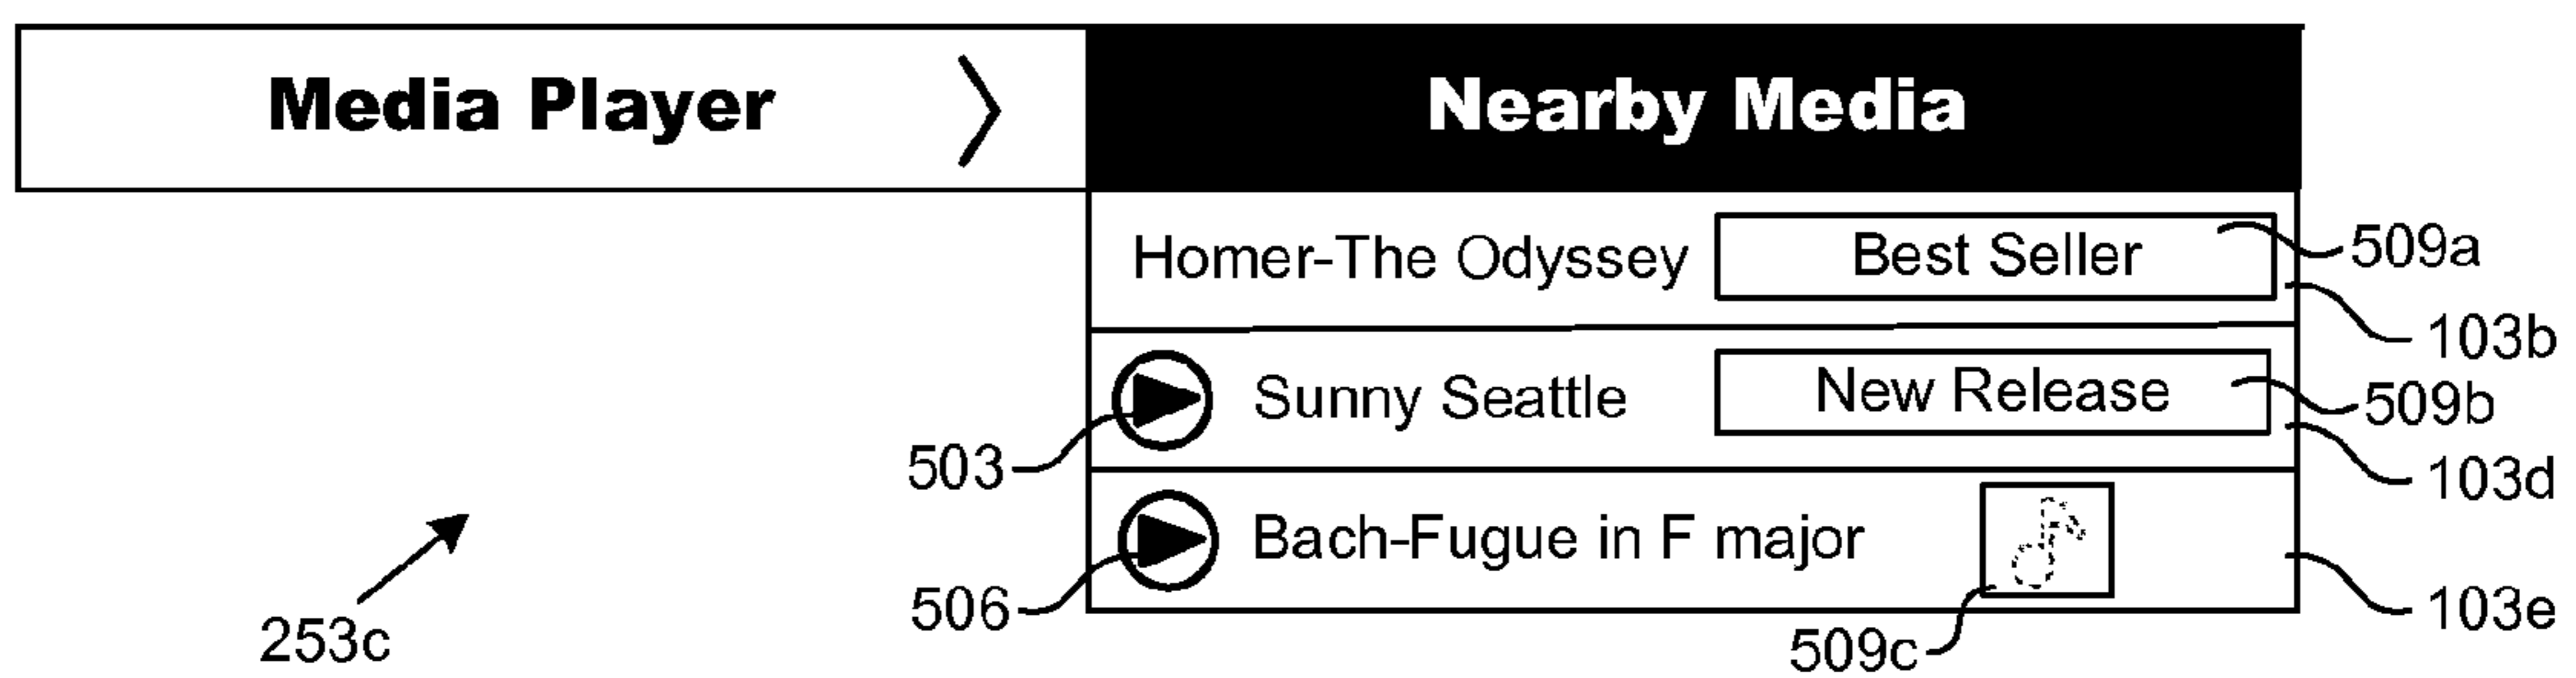 Media Player Nearby Media
Homer-The Odyssey Best Seller 509a
103b
Sunny Seattle New Release 509b
503 103d
Bach-Fugue in F major
506 103e
253c 509c